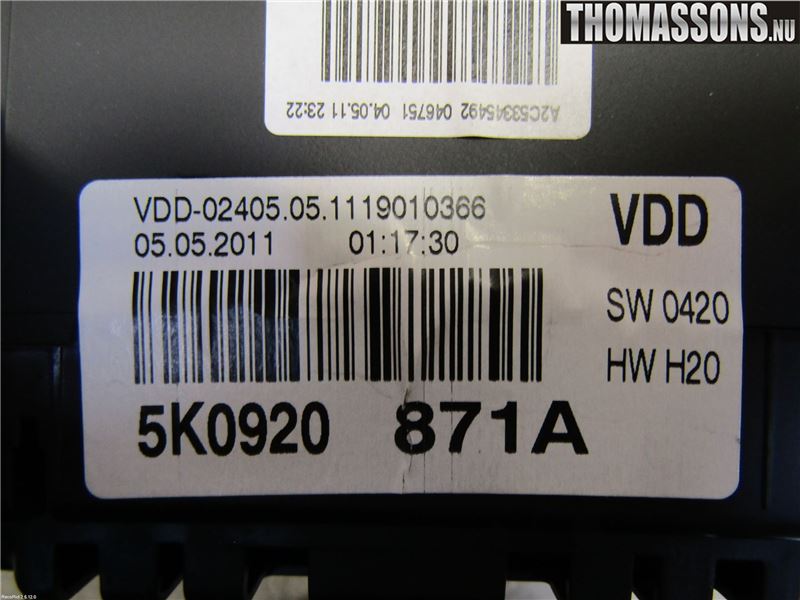 THOMASSONS.NU
A2C53345492 046751 04.05.11 23:22
VDD-02405.05.1119010366
05.05.2011 01:17:30
VDD
SW 0420
HW H20
5K0920 871A